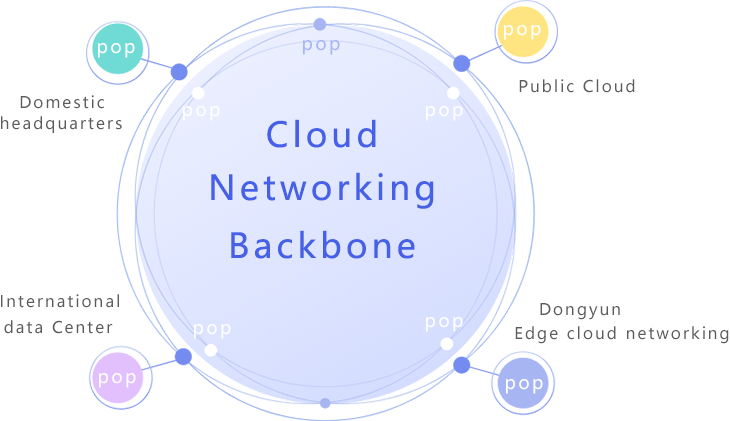 pop
pop
pop
Public Cloud
Domestic
headquarters
pop
pop
Cloud
Networking
Backbone
International
data Center
pop
pop
Dongyun
Edge cloud networking
pop
pop